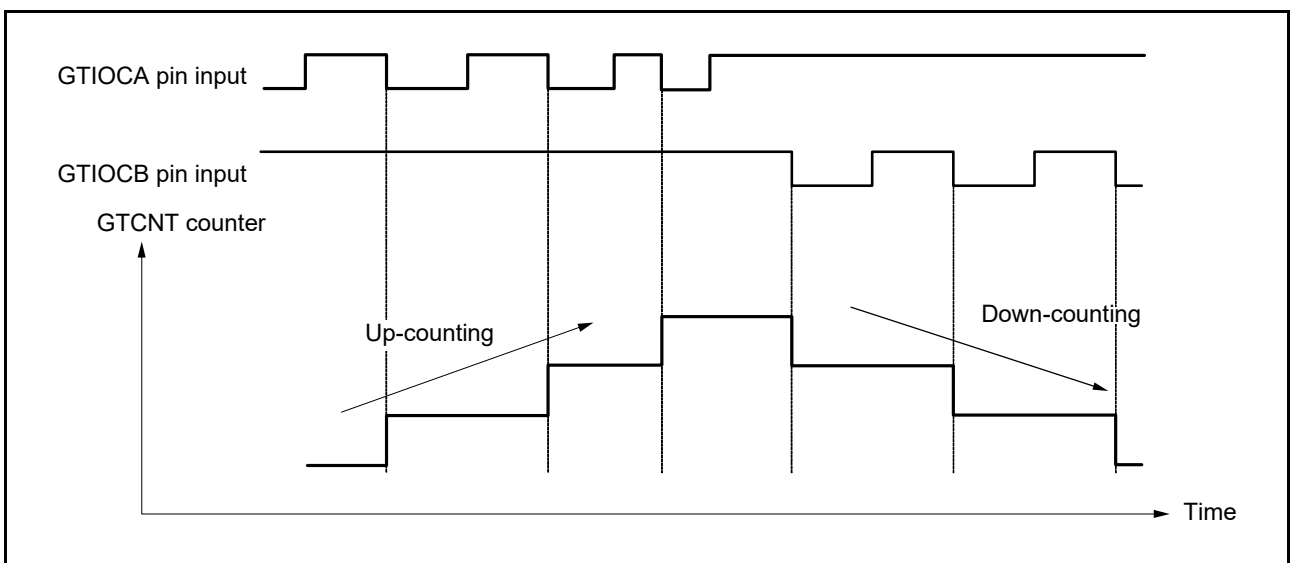 GTIOCA pin input
GTIOCB pin input
GTCNT counter
Up-counting
Down-counting
Time